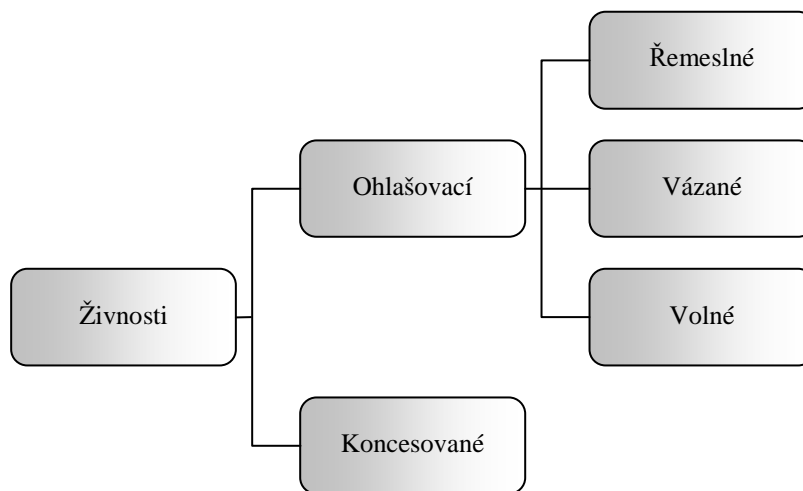 Řemeslné
Ohlašovací
Vázané
Živnosti
Volné
Koncesované